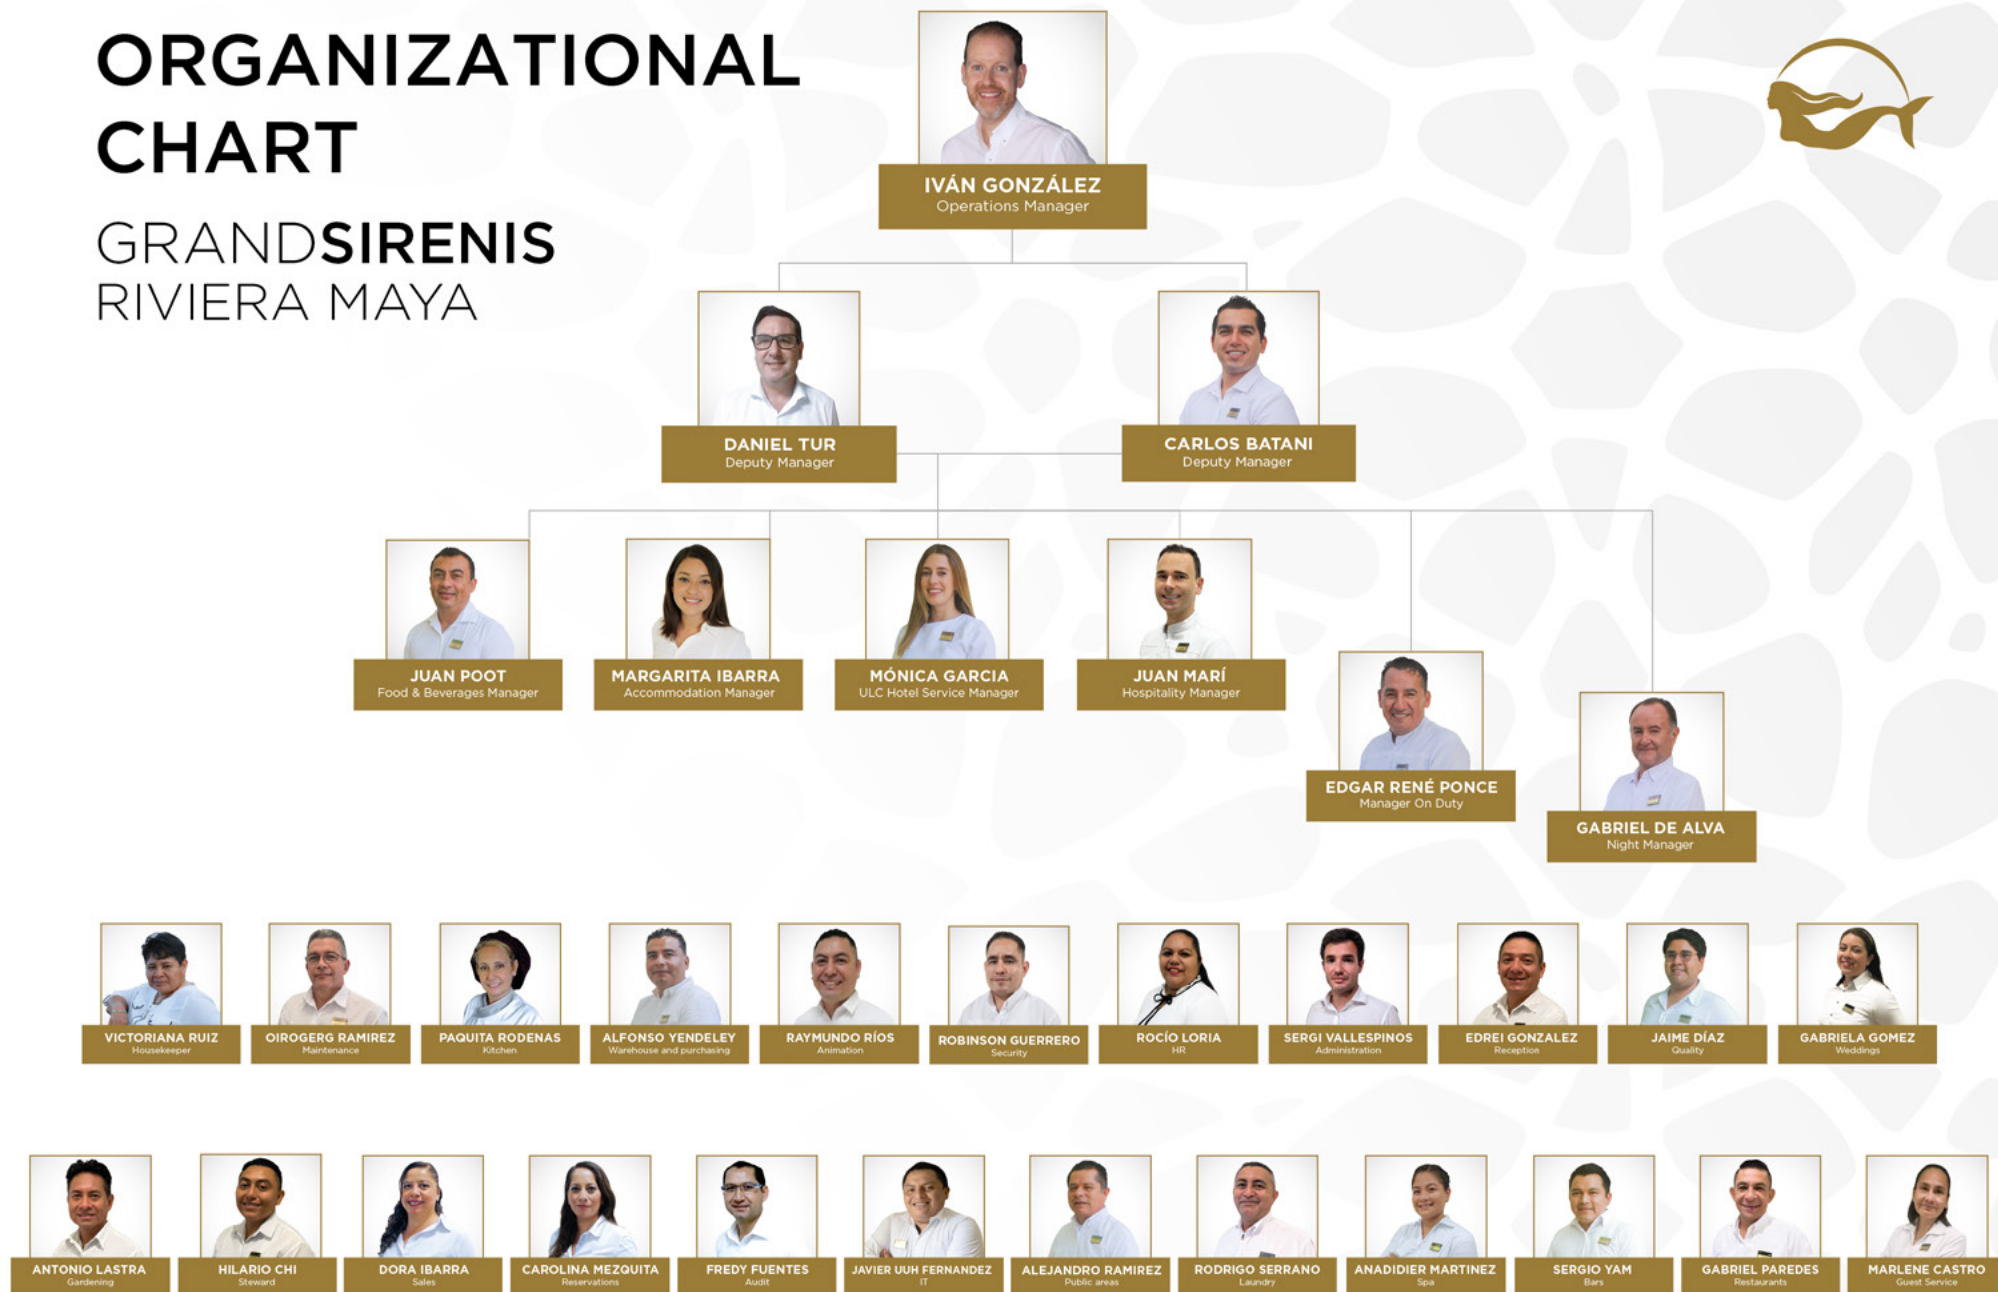 ORGANIZATIONAL
CHART
GRANDSIRENIS
RIVIERA MAYA
IVÁN GONZÁLEZ
Operations Manager
DANIEL TUR
Deputy Manager
CARLOS BATANI
Deputy Manager
JUAN POOT
Food & Beverages Manager
MARGARITA IBARRA
Accommodation Manager
MÓNICA GARCIA
ULC Hotel Service Manager
JUAN MARÍ
Hospitality Manager
EDGAR RENÉ PONCE
Manager On Duty
GABRIEL DE ALVA
Night Manager
VICTORIANA RUIZ
Housekeeper
OIROGERG RAMIREZ
Maintenance
PAQUITA RODENAS
Kitchen
ALFONSO YENDELEY
Warehouse and purchasing
RAYMUNDO RÍOS
Animation
ROBINSON GUERRERO
Security
ROCÍO LORIA
HR
SERGI VALLESPINOS
Administration
EDREI GONZALEZ
Reception
JAIME DÍAZ
Quality
GABRIELA GOMEZ
Weddings
ANTONIO LASTRA
Gardening
HILARIO CHI
Steward
DORA IBARRA
Sales
CAROLINA MEZQUITA
Reservations
FREDY FUENTES
Audit
JAVIER UUH FERNANDEZ
IT
ALEJANDRO RAMIREZ
Public areas
RODRIGO SERRANO
Laundry
ANADIDIER MARTINEZ
Spa
SERGIO YAM
Bars
GABRIEL PAREDES
Restaurants
MARLENE CASTRO
Guest Service